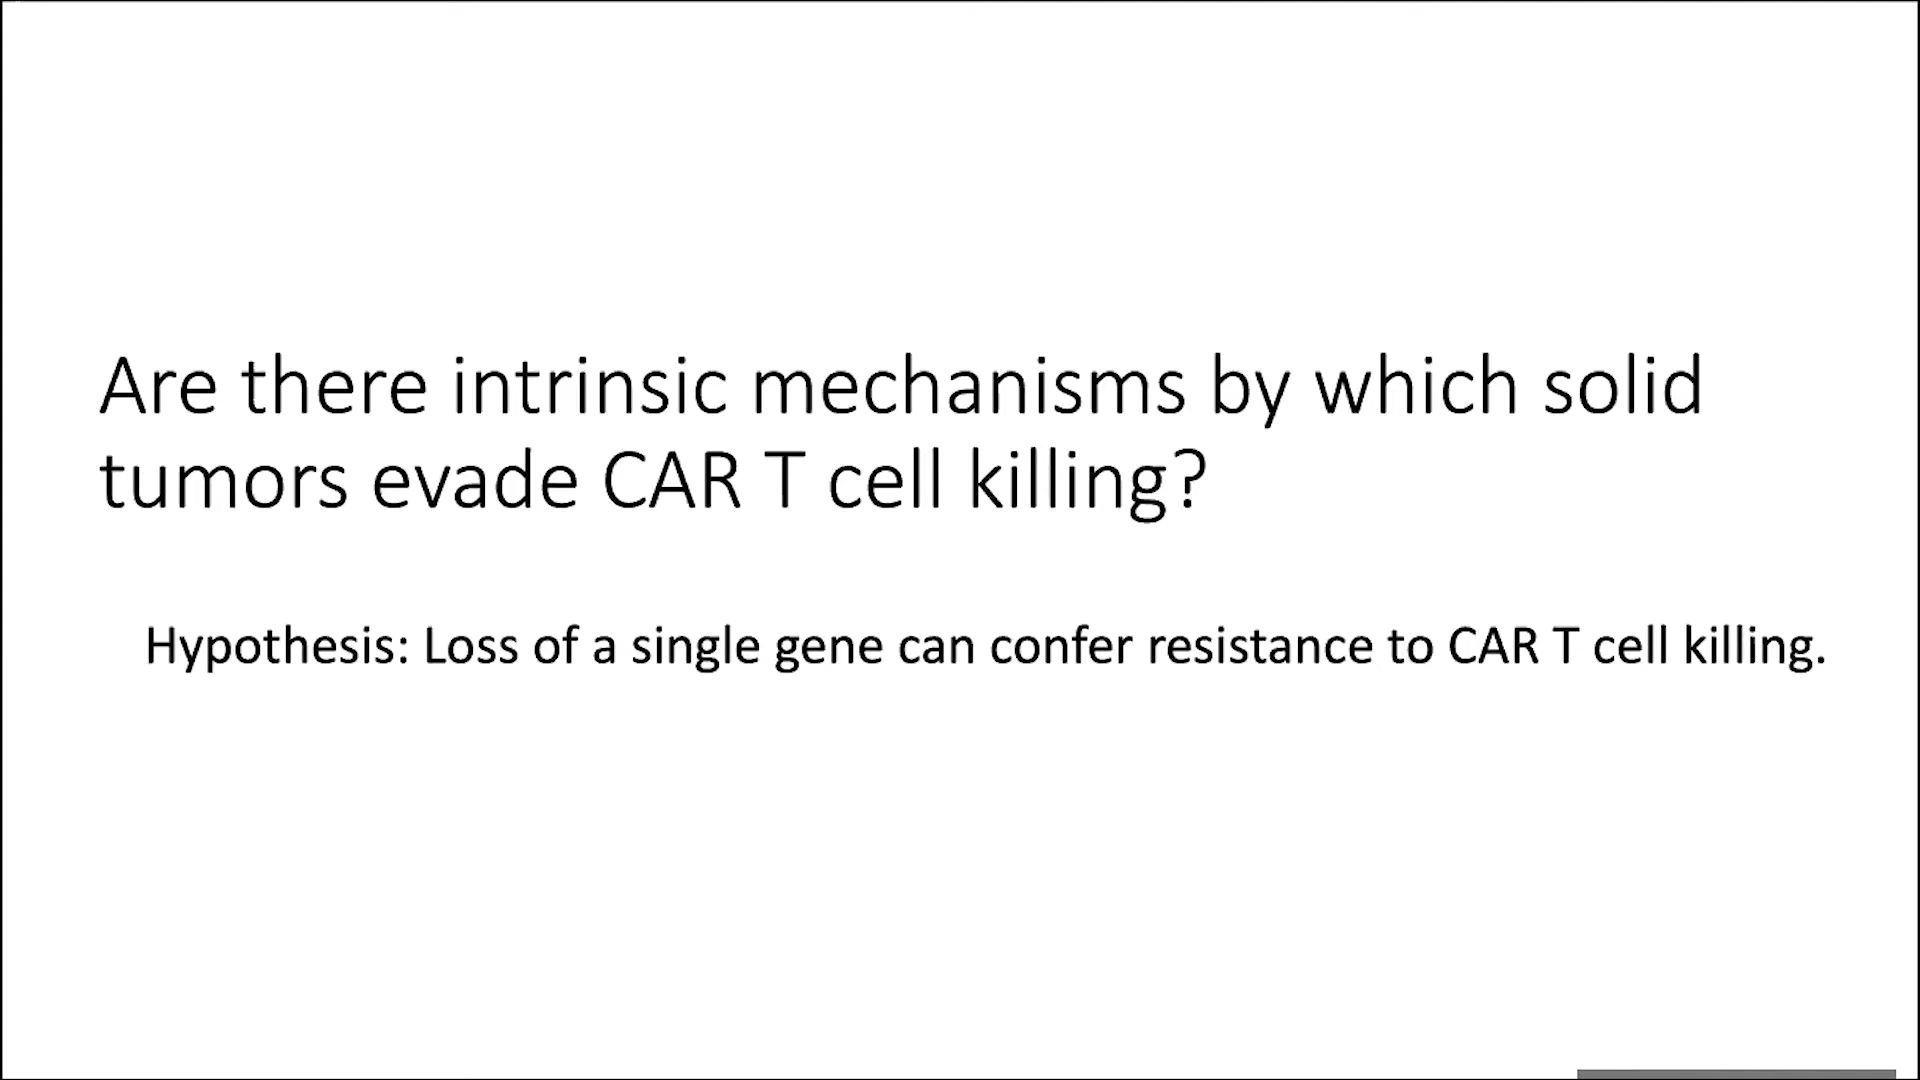 Are there intrinsic mechanisms by which solid
tumors evade CAR T cell killing?
Hypothesis: Loss of a single gene can confer resistance to CAR T cell killing.